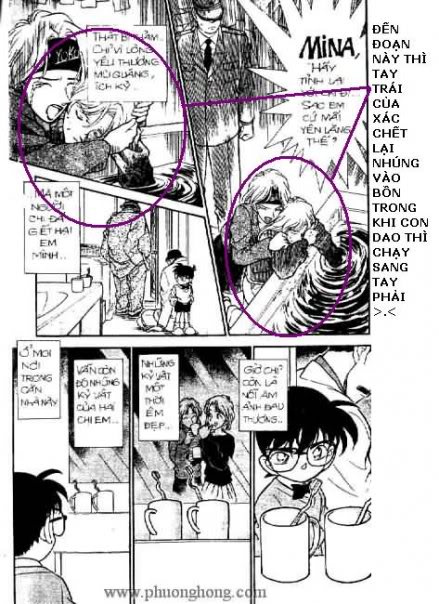 THẬT BI THẢM..
CHỈ VÌ LÒNG
YÊU THƯƠNG
MÙ QUÁNG,
ÍCH KỶ..
YOKO
MINA,
HÃY
TỈNH LẠI
SAO EM
CỨ MÃI
YÊN LẶNG
THẾ?
ĐẾN
ĐOẠN
NÀY THÌ
TAY
TRÁI
CỦA
XÁC
CHẾT
LẠI
NHÚNG
VÀO
BỒN
TRONG
KHI CON
DAO THÌ
CHẠY
SANG
TAY
PHẢI
>.<
MÀ MỘT
NGƯỜI
CHỊ ĐÃ
GIẾT HẠI
EM
MÌNH...
Ở MỌI
NƠI
TRONG
CĂN
NHÀ NÀY
VẪN CÒN
ĐÓ NHỮNG
KỶ VẬT
CỦA HAI
CHỊ EM...
NHỮNG
KỶ VẬT
MỘT
THỜI
ÊM
ĐẸP...
GIỜ CHỈ
CÒN LÀ
NỖI ÁM
ẢNH ĐAU
THƯƠNG..
www.phuonghong.com